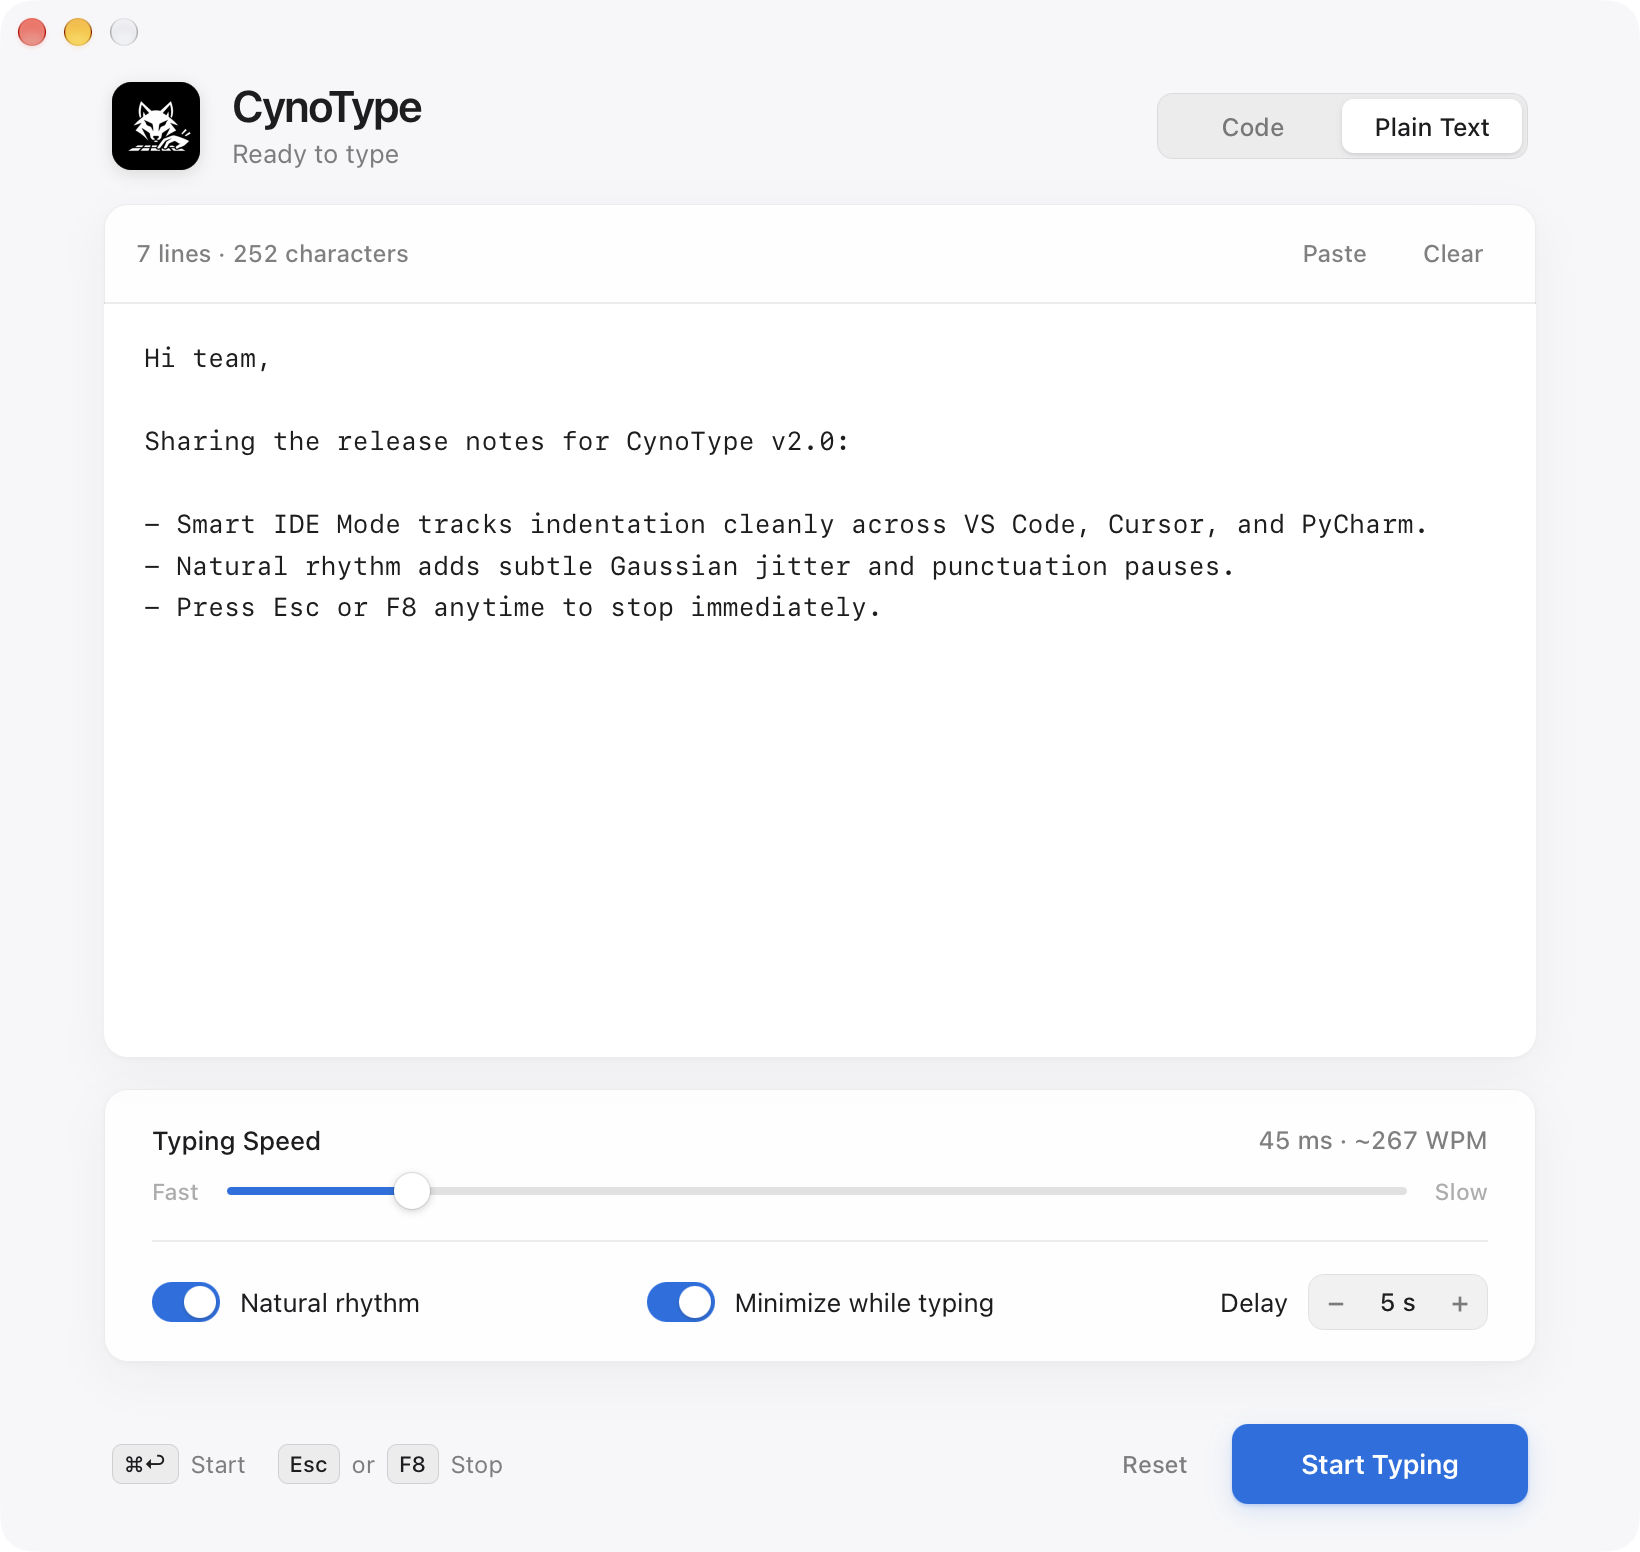 CynoType
Ready to type
Code
Plain Text
7 lines · 252 characters
Paste
Clear
Hi team,
Sharing the release notes for CynoType v2.0:
– Smart IDE Mode tracks indentation cleanly across VS Code, Cursor, and PyCharm.
– Natural rhythm adds subtle Gaussian jitter and punctuation pauses.
– Press Esc or F8 anytime to stop immediately.
Typing Speed
45 ms · ~267 WPM
Fast
Slow
Natural rhythm
Minimize while typing
Delay
– 5 s +
⌘↩ Start Esc or F8 Stop
Reset
Start Typing